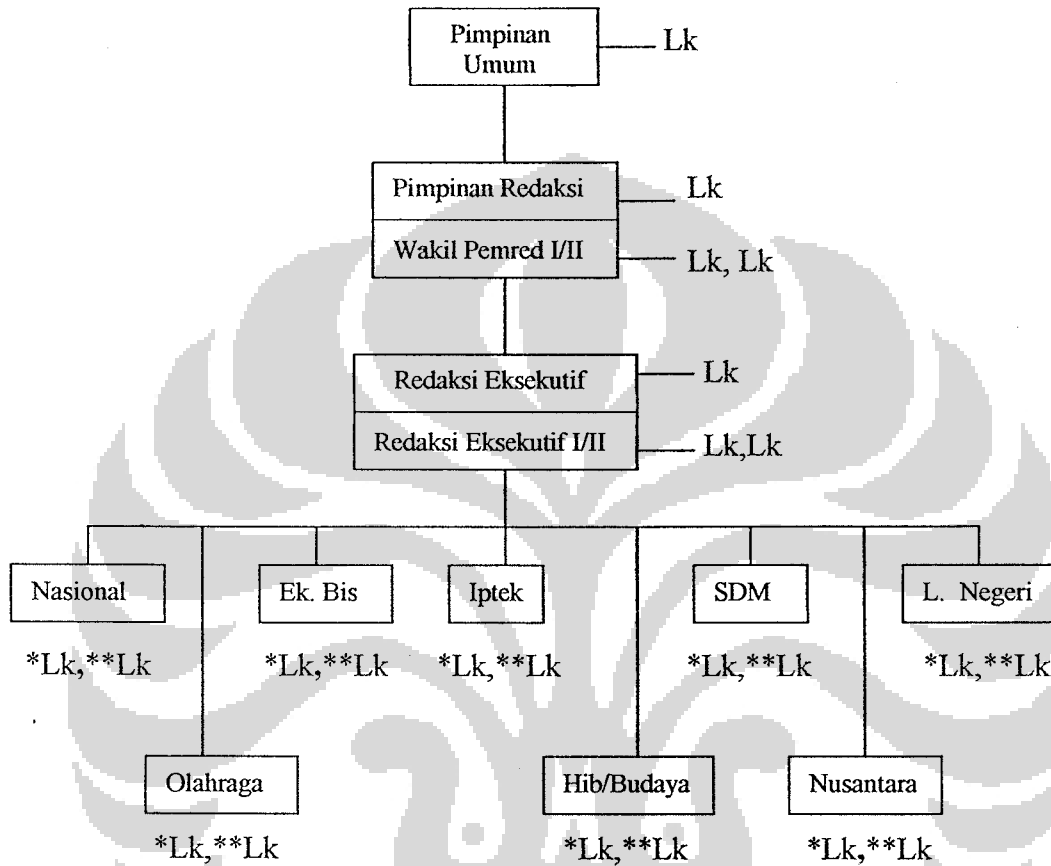 Pimpinan
Umum
Lk
Pimpinan Redaksi
Lk
Wakil Pemred I/II
Lk, Lk
Redaksi Eksekutif
Lk
Redaksi Eksekutif I/II
Lk,Lk
Nasional
Ek. Bis
Iptek
SDM
L. Negeri
*Lk,**Lk
*Lk,**Lk
*Lk,**Lk
*Lk,**Lk
*Lk,**Lk
Olahraga
Hib/Budaya
Nusantara
*Lk,**Lk
*Lk,**Lk
*Lk,**Lk